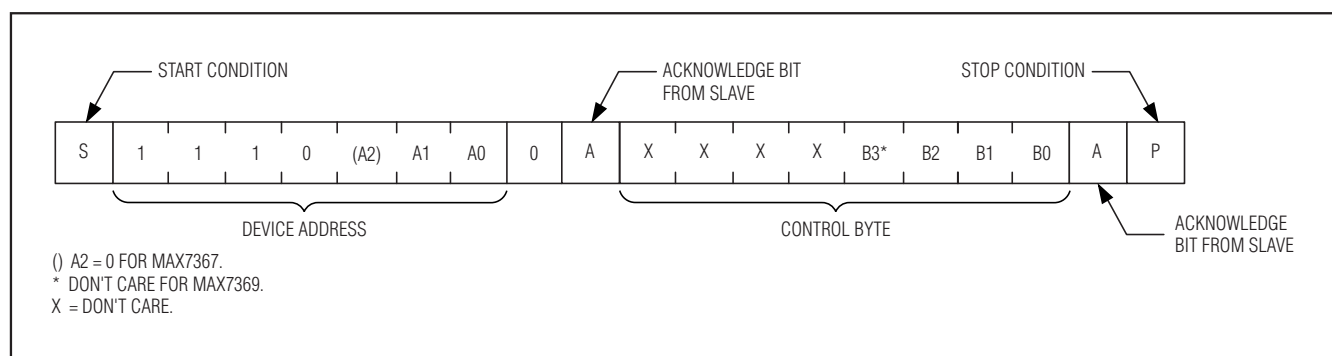 START CONDITION
ACKNOWLEDGE BIT
FROM SLAVE
STOP CONDITION
S 1 1 1 0 (A2) A1 A0 0 A X X X X B3* B2 B1 B0 A P
DEVICE ADDRESS
CONTROL BYTE
ACKNOWLEDGE
BIT FROM SLAVE
() A2 = 0 FOR MAX7367.
* DON'T CARE FOR MAX7369.
X = DON'T CARE.